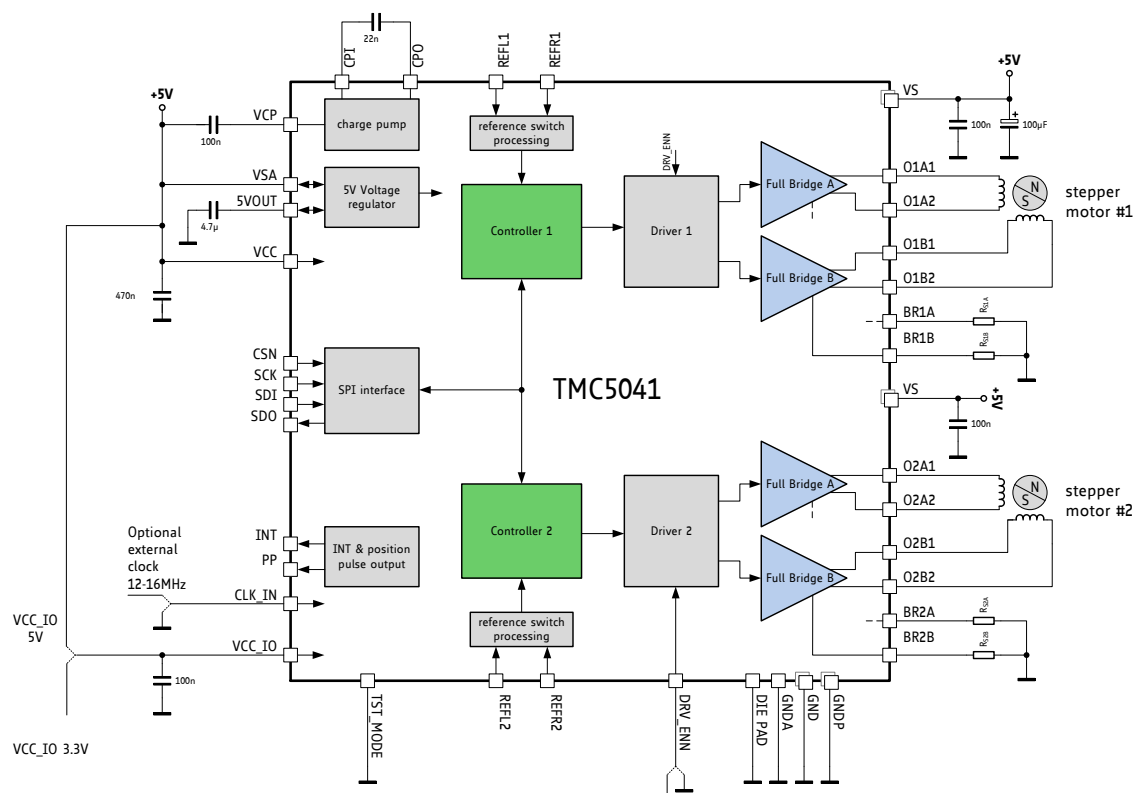 22n
CPI
CPO
REFL1
REFR1
+5V
+5V
VCP
100n
charge pump
reference switch
processing
VS
100n
+
100µF
DRV_ENN
VSA
5VOUT
4.7µ
5V Voltage
regulator
Controller 1
Driver 1
Full Bridge A
O1A1
O1A2
N
S
stepper
motor #1
VCC
470n
Full Bridge B
O1B1
O1B2
BR1A
RS1A
BR1B
RS1B
CSN
SCK
SDI
SDO
SPI interface
TMC5041
VS
+5V
100n
INT
PP
INT & position
pulse output
Controller 2
Driver 2
Full Bridge A
O2A1
O2A2
N
S
stepper
motor #2
Full Bridge B
O2B1
O2B2
Optional
external
clock
12-16MHz
CLK_IN
BR2A
RS2A
BR2B
RS2B
reference switch
processing
VCC_IO
5V
VCC_IO
100n
VCC_IO 3.3V
TST_MODE
REFL2
REFR2
DRV_ENN
DIE PAD
GNDA
GND
GNDP